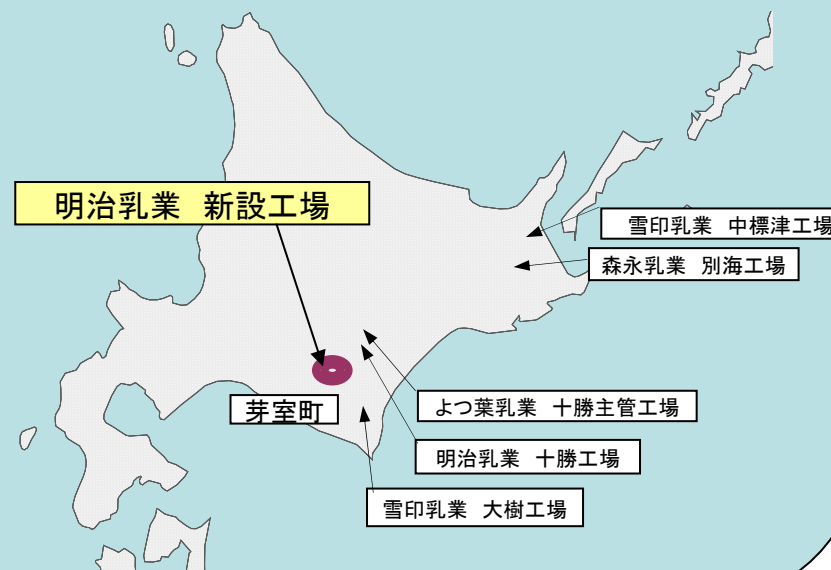 明治乳業 新設工場
雪印乳業 中標津工場
森永乳業 別海工場
芽室町
よつ葉乳業 十勝主管工場
明治乳業 十勝工場
雪印乳業 大樹工場